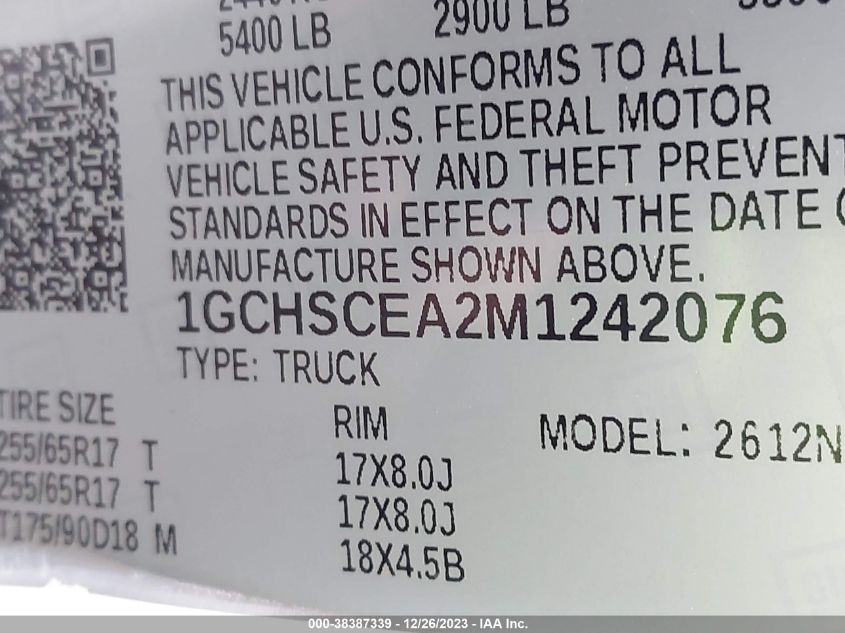 5400 LB 2900 LB
THIS VEHICLE CONFORMS TO ALL
APPLICABLE U.S. FEDERAL MOTOR
VEHICLE SAFETY AND THEFT PREVENT
STANDARDS IN EFFECT ON THE DATE
MANUFACTURE SHOWN ABOVE.
1GCHSCEA2M1242076
TYPE: TRUCK
TIRE SIZE RIM MODEL: 2612N
255/65R17 T 17X8.0J
255/65R17 T 17X8.0J
T175/90D18 M 18X4.5B
000-38387339 - 12/26/2023 - IAA Inc.